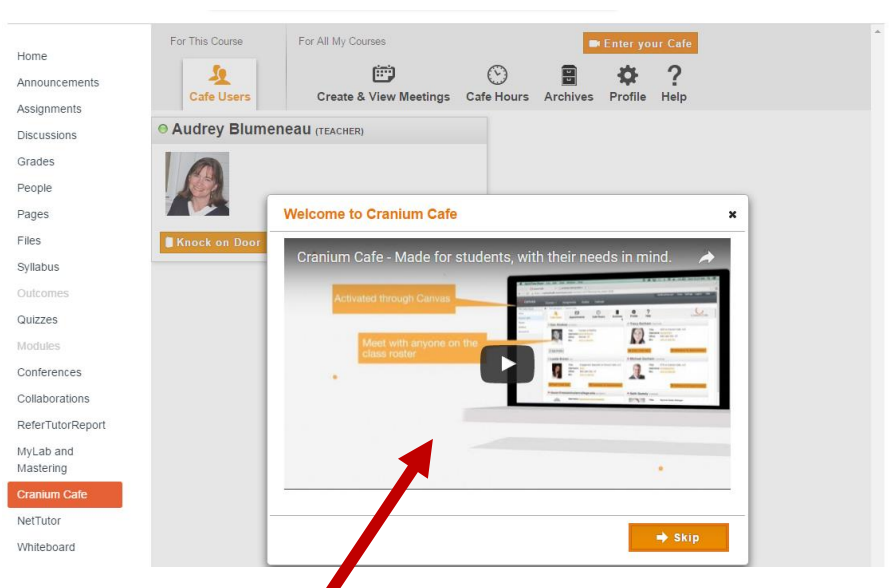 Home
Announcements
Assignments
Discussions
Grades
People
Pages
Files
Syllabus
Outcomes
Quizzes
Modules
Conferences
Collaborations
ReferTutorReport
MyLab and
Mastering
Cranium Cafe
NetTutor
Whiteboard
For This Course
For All My Courses
Enter your Cafe
Cafe Users
Create & View Meetings
Cafe Hours
Archives
Profile
Help
Audrey Blumeneau (TEACHER)
Knock on Door
Welcome to Cranium Cafe
Cranium Cafe - Made for students, with their needs in mind.
Activated through Canvas
Meet with anyone on the
class roster
Skip